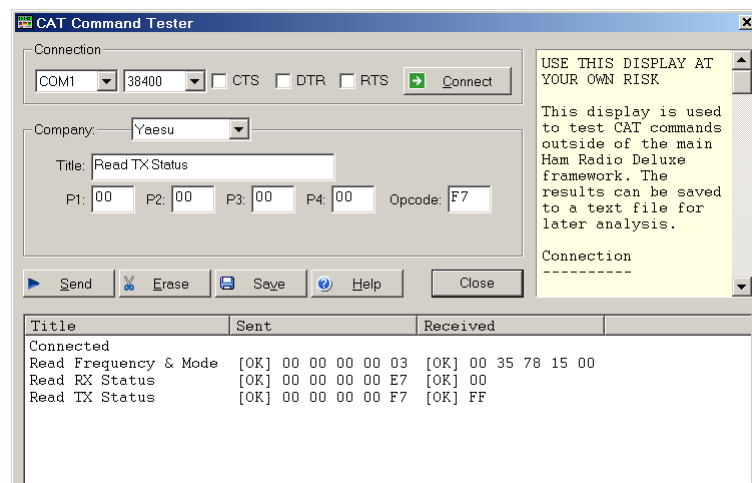 CAT Command Tester
Connection
COM1 38400 CTS DTR RTS Connect
Company: Yaesu
Title: Read TX Status
P1: 00 P2: 00 P3: 00 P4: 00 Opcode: F7
Send Erase Save Help Close
USE THIS DISPLAY AT
YOUR OWN RISK
This display is used
to test CAT commands
outside of the main
Ham Radio Deluxe
framework. The
results can be saved
to a text file for
later analysis.
Connection
----------
Title Sent Received
Connected
Read Frequency & Mode [OK] 00 00 00 00 03 [OK] 00 35 78 15 00
Read RX Status [OK] 00 00 00 00 E7 [OK] 00
Read TX Status [OK] 00 00 00 00 F7 [OK] FF